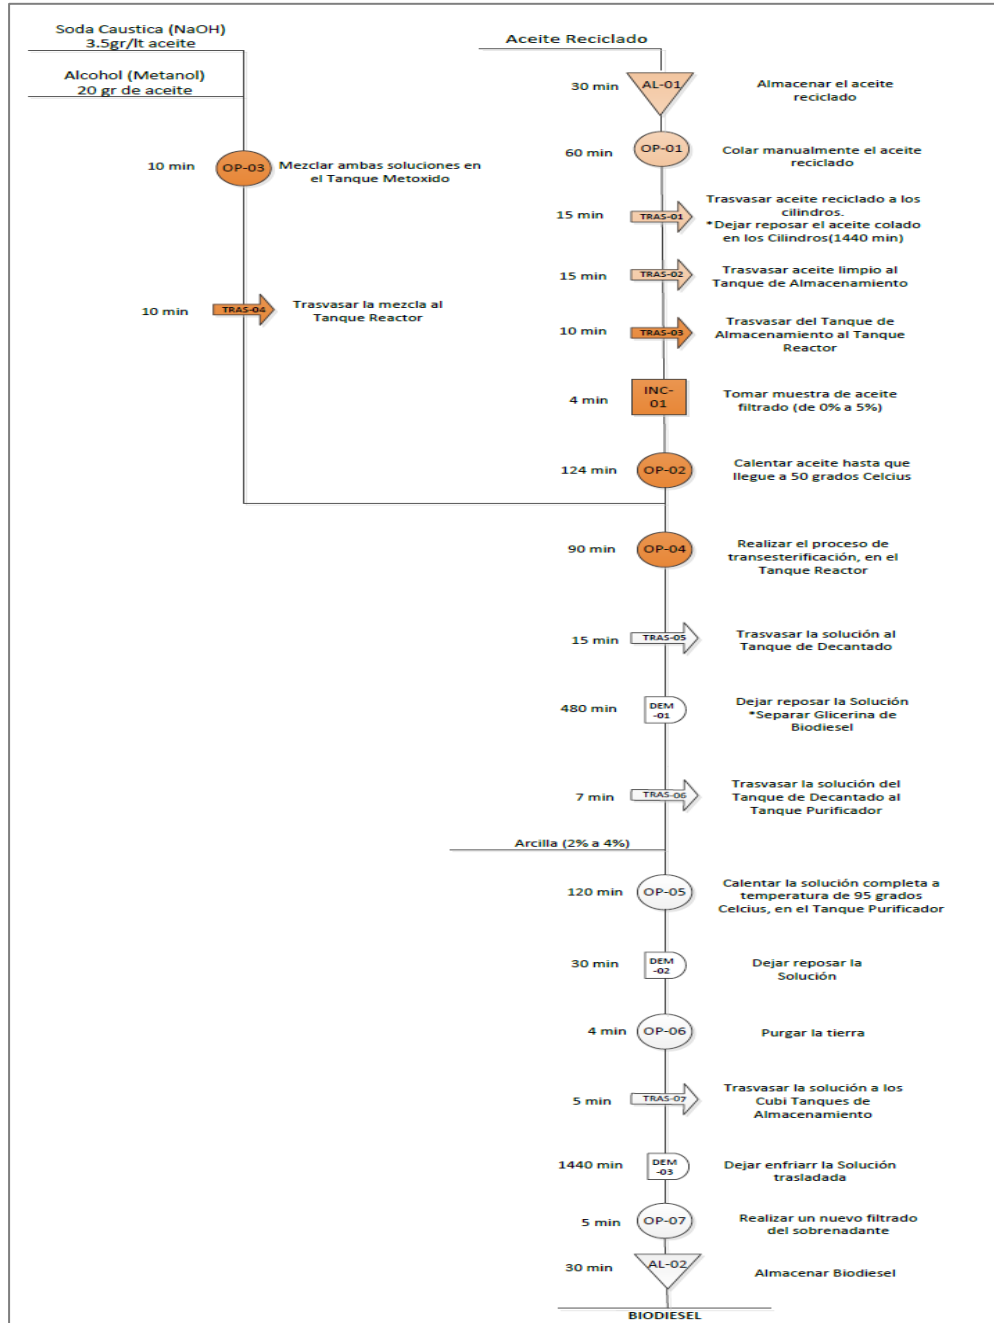 Soda Caustica (NaOH)
3.5gr/lt aceite
Alcohol (Metanol)
20 gr de aceite
10 min
OP-03
Mezclar ambas soluciones en
el Tanque Metoxido
10 min
TRAS-04
Trasvasar la mezcla al
Tanque Reactor
Aceite Reciclado
30 min
AL-01
Almacenar el aceite
reciclado
60 min
OP-01
Colar manualmente el aceite
reciclado
15 min
TRAS-01
Trasvasar aceite reciclado a los
cilindros.
*Dejar reposar el aceite colado
en los Cilindros(1440 min)
15 min
TRAS-02
Trasvasar aceite limpio al
Tanque de Almacenamiento
10 min
TRAS-03
Trasvasar del Tanque de
Almacenamiento al Tanque
Reactor
4 min
INC-
01
Tomar muestra de aceite
filtrado (de 0% a 5%)
124 min
OP-02
Calentar aceite hasta que
llegue a 50 grados Celcius
90 min
OP-04
Realizar el proceso de
transesterificación, en el
Tanque Reactor
15 min
TRAS-05
Trasvasar la solución al
Tanque de Decantado
480 min
DEM
-01
Dejar reposar la Solución
*Separar Glicerina de
Biodiesel
7 min
TRAS-06
Trasvasar la solución del
Tanque de Decantado al
Tanque Purificador
Arcilla (2% a 4%)
120 min
OP-05
Calentar la solución completa a
temperatura de 95 grados
Celcius, en el Tanque Purificador
30 min
DEM
-02
Dejar reposar la
Solución
4 min
OP-06
Purgar la tierra
5 min
TRAS-07
Trasvasar la solución a los
Cubi Tanques de
Almacenamiento
1440 min
DEM
-03
Dejar enfriarr la Solución
trasladada
5 min
OP-07
Realizar un nuevo filtrado
del sobrenadante
30 min
AL-02
Almacenar Biodiesel
BIODIESEL